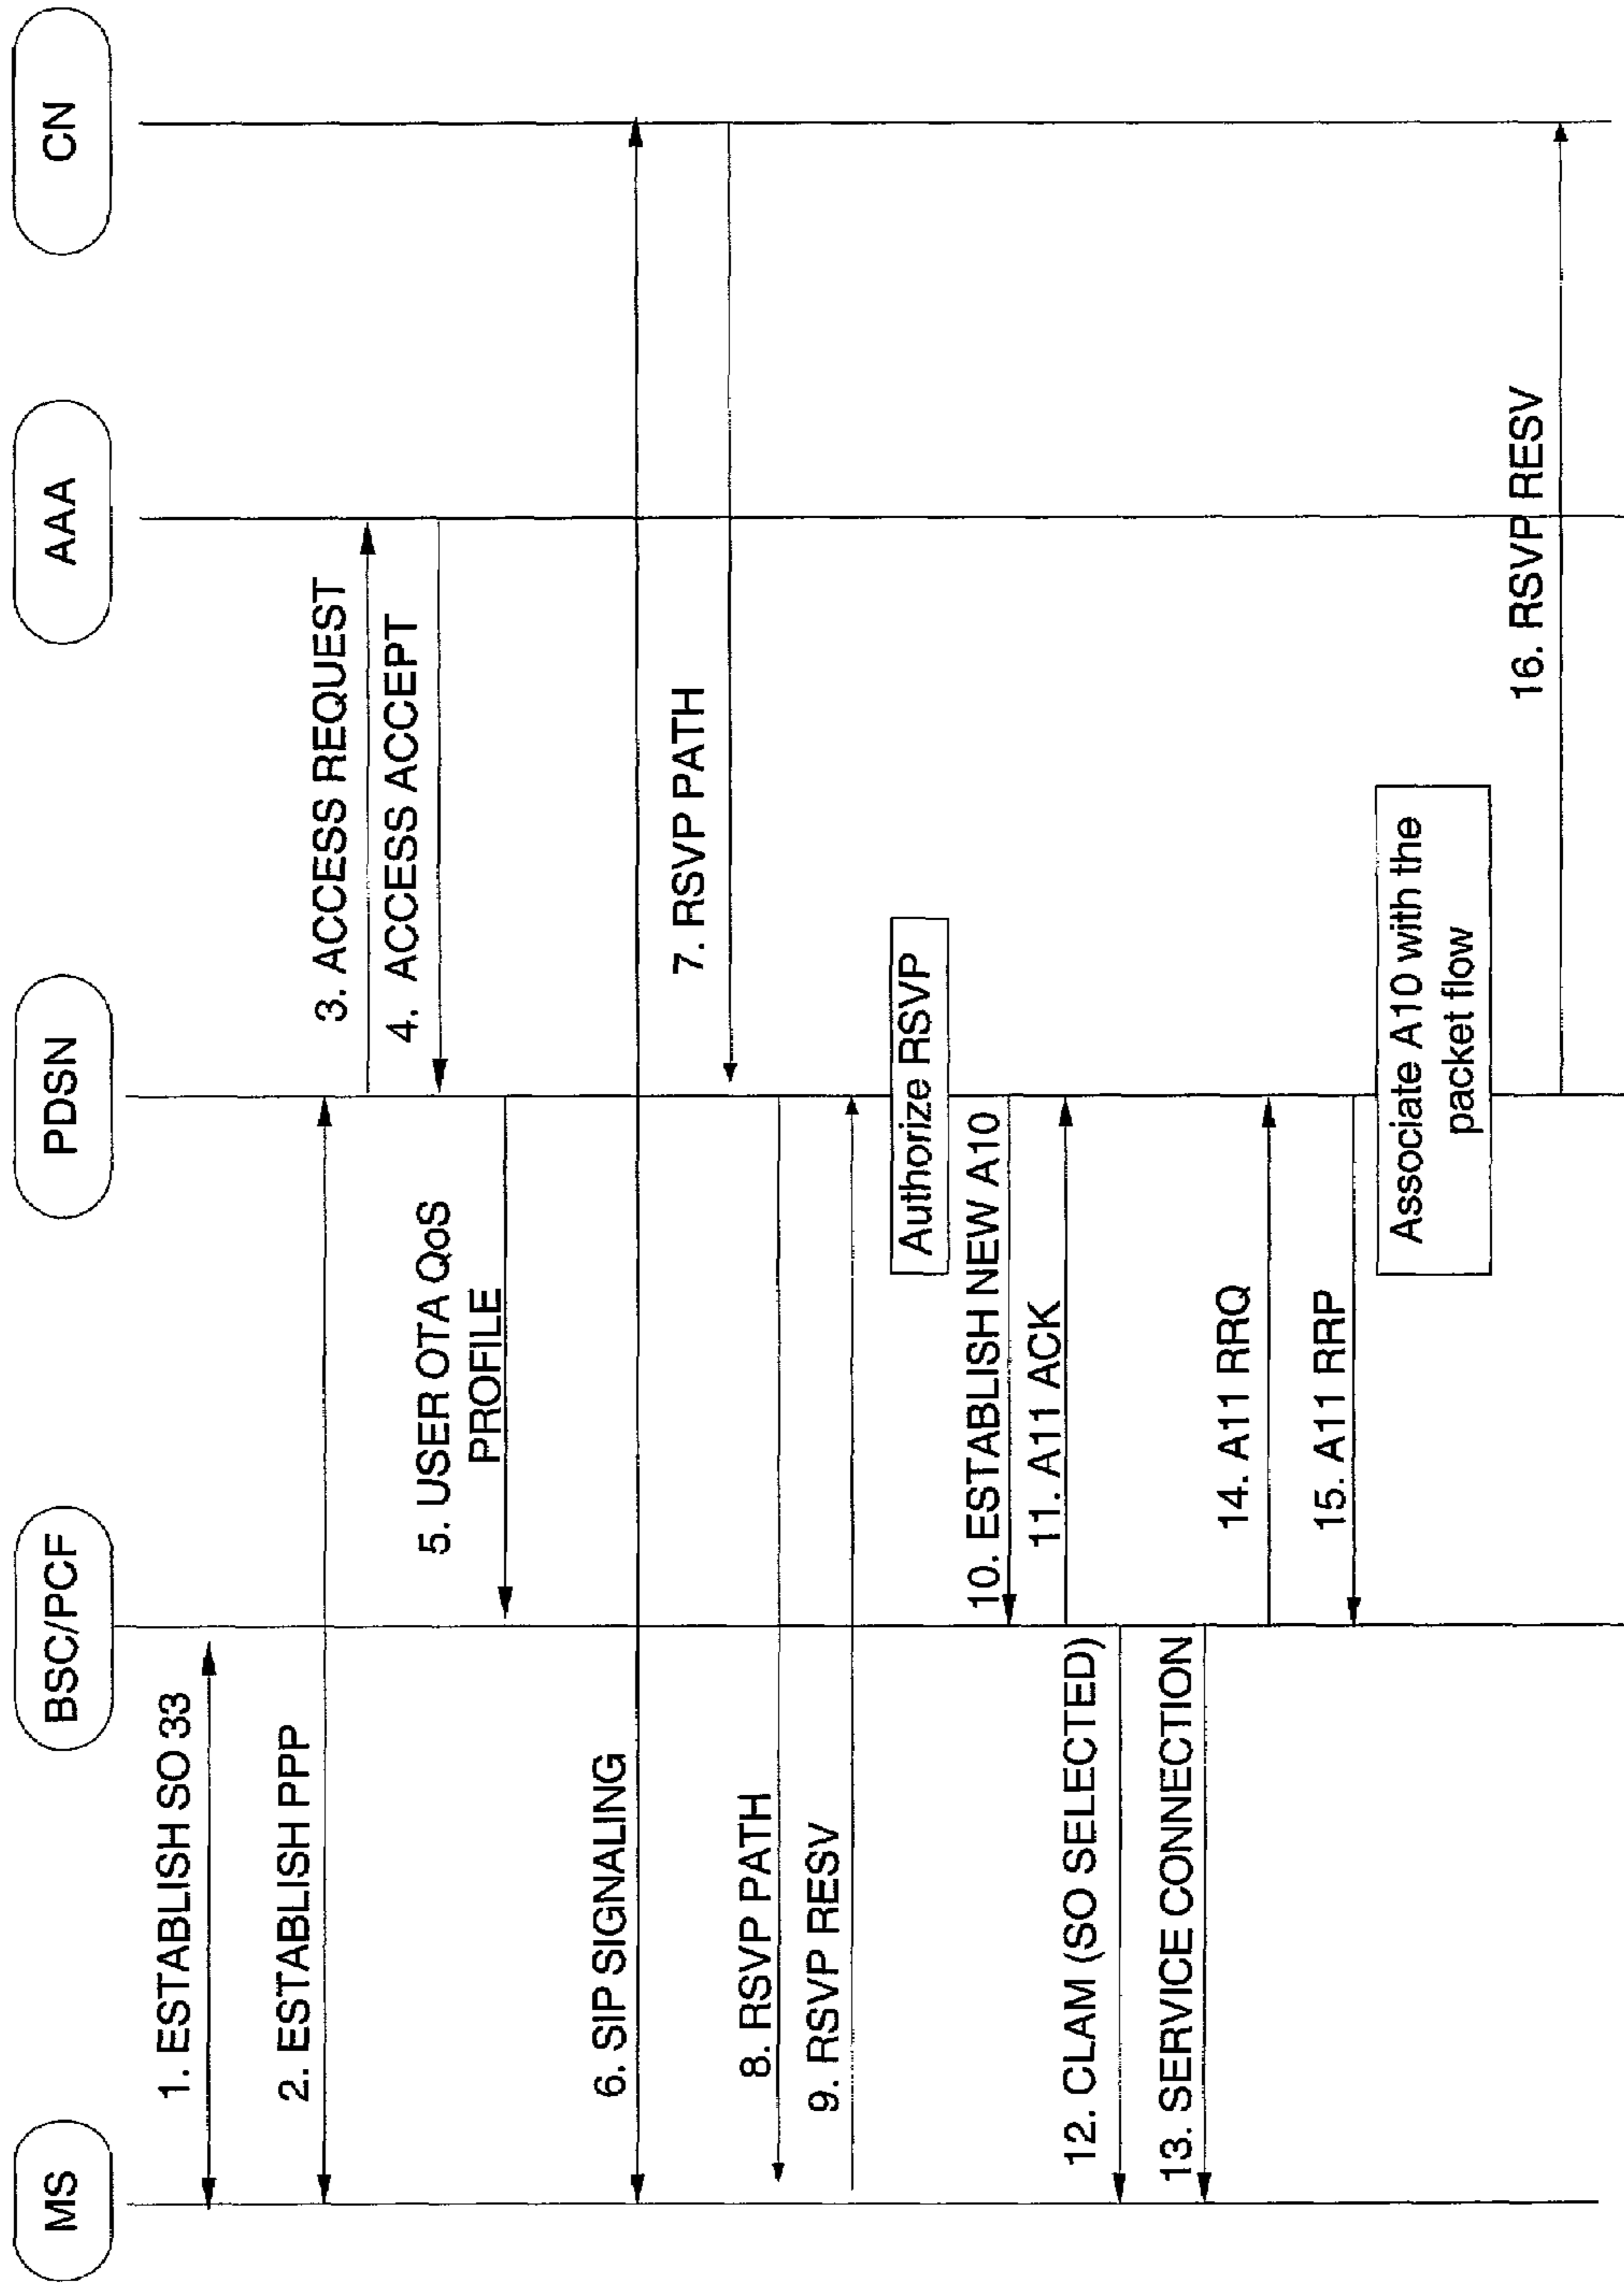 MS
BSC/PCF
PDSN
AAA
CN
1. ESTABLISH SO 33
2. ESTABLISH PPP
3. ACCESS REQUEST
4. ACCESS ACCEPT
5. USER OTA QoS
PROFILE
6. SIP SIGNALING
7. RSVP PATH
8. RSVP PATH
9. RSVP RESV
Authorize RSVP
10. ESTABLISH NEW A10
11. A11 ACK
12. CLAM (SO SELECTED)
13. SERVICE CONNECTION
14. A11 RRQ
15. A11 RRP
Associate A10 with the
packet flow
16. RSVP RESV